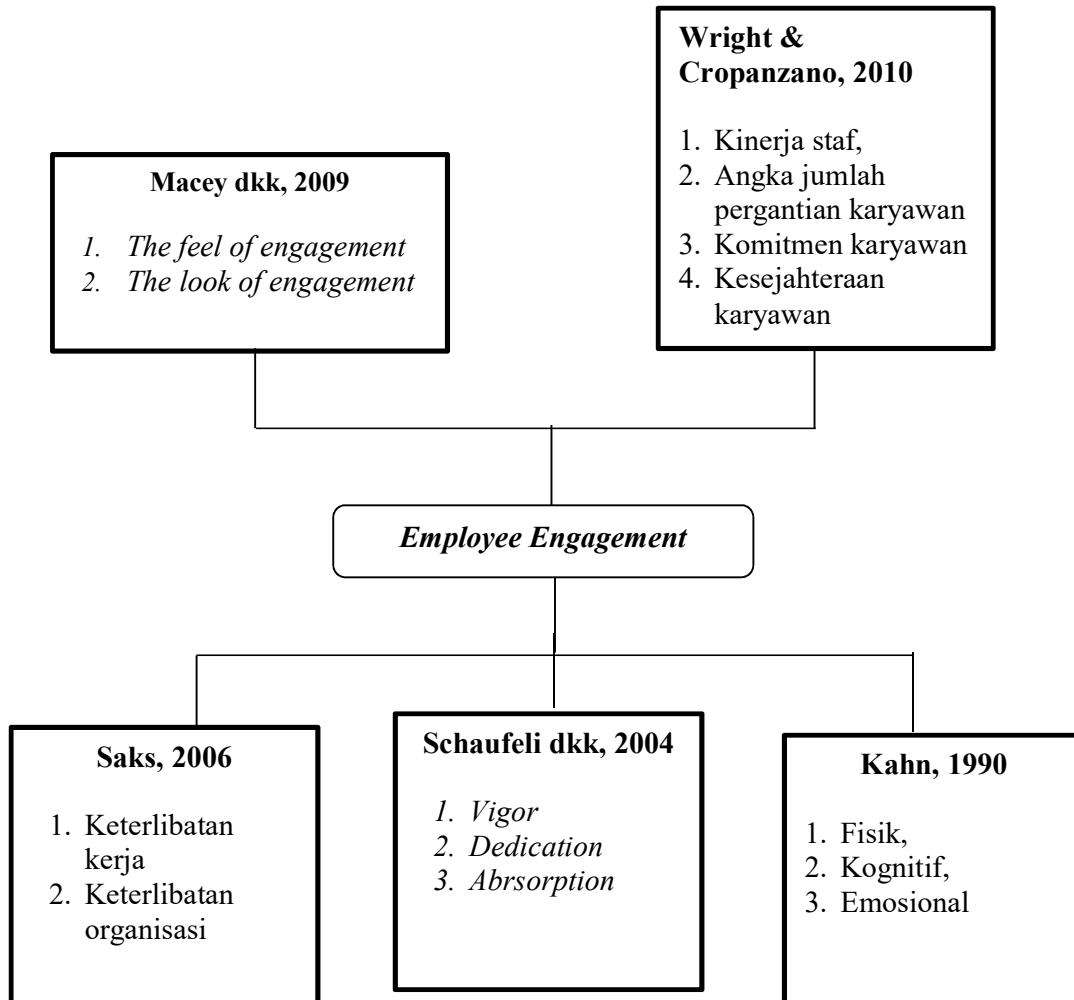 Wright &
Cropanzano, 2010
1. Kinerja staf,
2. Angka jumlah
pergantian karyawan
3. Komitmen karyawan
4. Kesejahteraan
karyawan
Macey dkk, 2009
1. The feel of engagement
2. The look of engagement
Employee Engagement
Saks, 2006
1. Keterlibatan
kerja
2. Keterlibatan
organisasi
Schaufeli dkk, 2004
1. Vigor
2. Dedication
3. Abrsorption
Kahn, 1990
1. Fisik,
2. Kognitif,
3. Emosional